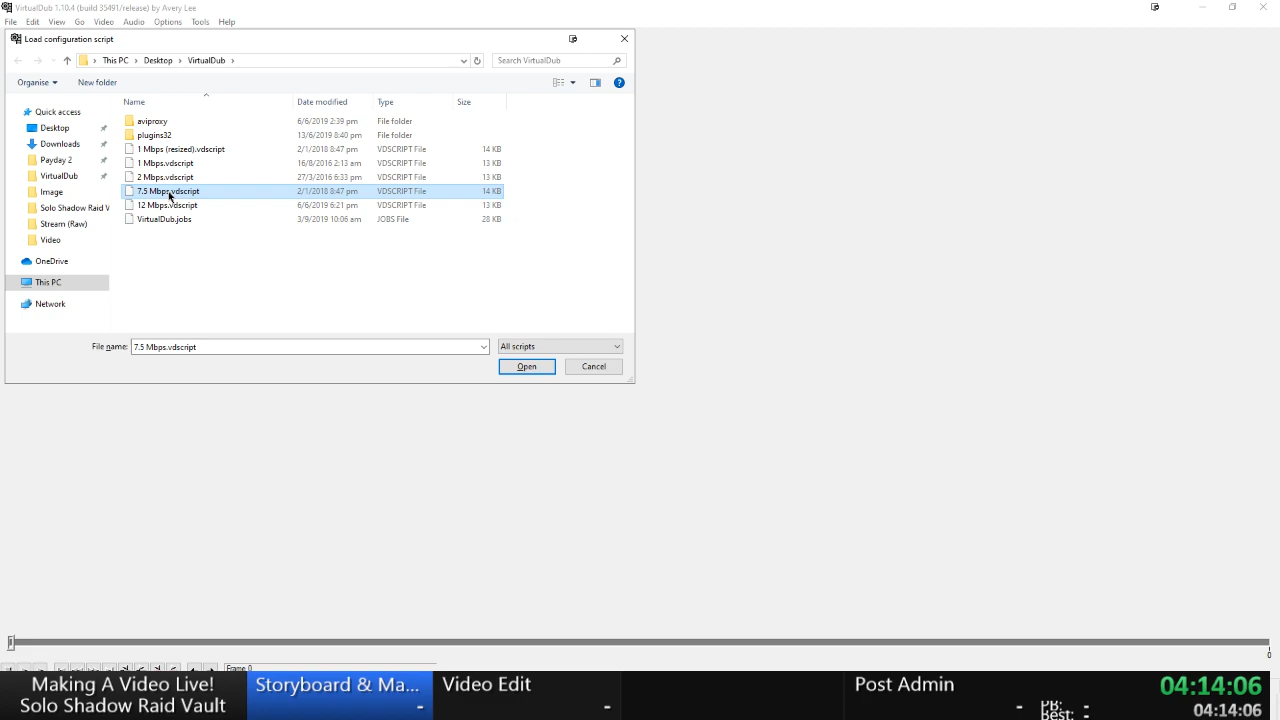 VirtualDub 1.10.4 (build 35491/release) by Avery Lee
File Edit View Go Video Audio Options Tools Help
Load configuration script
This PC > Desktop > VirtualDub >
Search VirtualDub
Organise New folder
Name Date modified Type Size
Quick access
Desktop
Downloads
Payday 2
VirtualDub
Image
Solo Shadow Raid V
Stream (Raw)
Video
OneDrive
This PC
Network
aviproxy 6/6/2019 2:39 pm File folder
plugins32 13/6/2019 8:40 pm File folder
1 Mbps (resized).vdscript 2/1/2018 8:47 pm VDSCRIPT File 14 KB
1 Mbps.vdscript 16/8/2016 2:13 am VDSCRIPT File 13 KB
2 Mbps.vdscript 27/3/2016 6:33 pm VDSCRIPT File 13 KB
7.5 Mbps.vdscript 2/1/2018 8:47 pm VDSCRIPT File 14 KB
12 Mbps.vdscript 6/6/2019 6:21 pm VDSCRIPT File 13 KB
VirtualDub.jobs 3/9/2019 10:06 am JOBS File 28 KB
File name: 7.5 Mbps.vdscript All scripts
Open Cancel
0
Frame 0
Making A Video Live!
Solo Shadow Raid Vault
Storyboard & Ma...
-
Video Edit
-
Post Admin
-
PB: -
Best: -
04:14:06
04:14:06